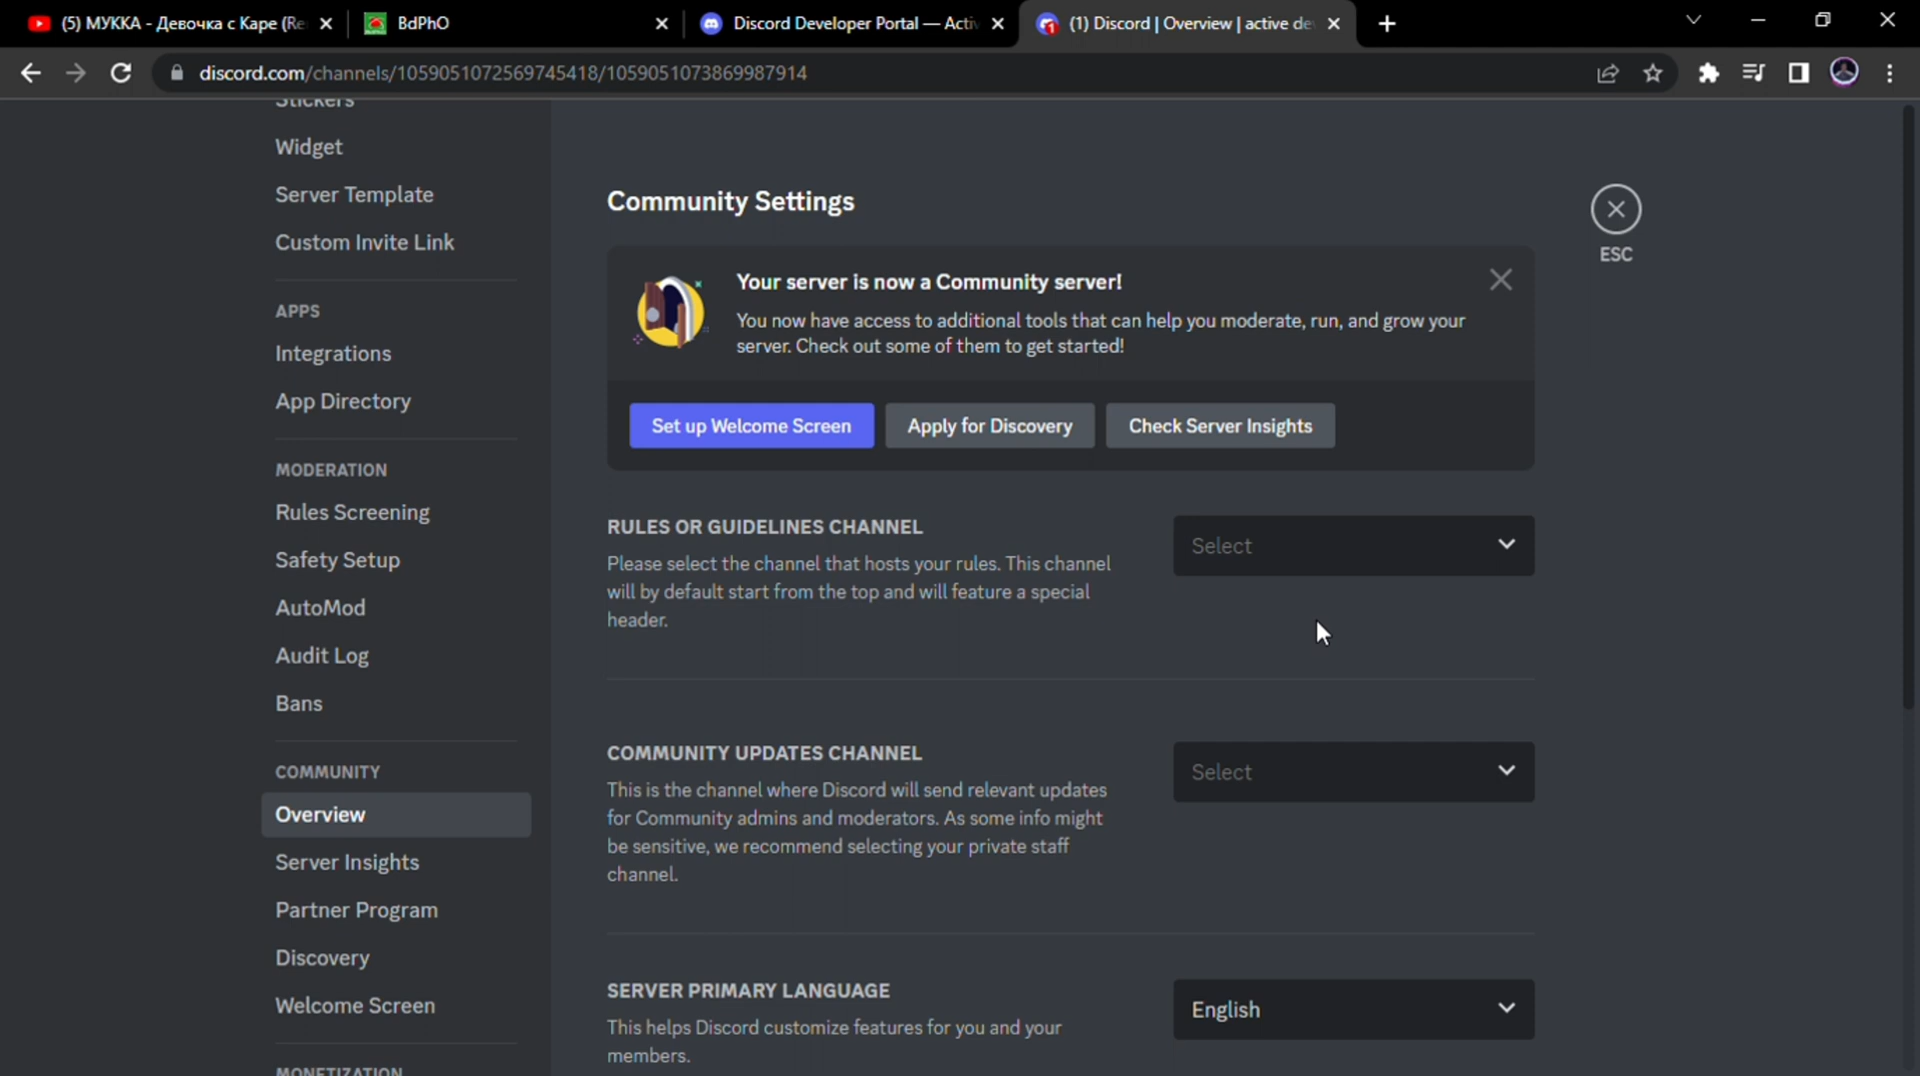 (5) МУККА - Девочка с Каре (Re
BdPhO
Discord Developer Portal — Activ
(1) Discord | Overview | active de
discord.com/channels/1059051072569745418/1059051073869987914
Stickers
Widget
Server Template
Custom Invite Link
APPS
Integrations
App Directory
MODERATION
Rules Screening
Safety Setup
AutoMod
Audit Log
Bans
COMMUNITY
Overview
Server Insights
Partner Program
Discovery
Welcome Screen
MONETIZATION
Community Settings
ESC
Your server is now a Community server!
You now have access to additional tools that can help you moderate, run, and grow your
server. Check out some of them to get started!
Set up Welcome Screen
Apply for Discovery
Check Server Insights
RULES OR GUIDELINES CHANNEL
Please select the channel that hosts your rules. This channel
will by default start from the top and will feature a special
header.
Select
COMMUNITY UPDATES CHANNEL
This is the channel where Discord will send relevant updates
for Community admins and moderators. As some info might
be sensitive, we recommend selecting your private staff
channel.
Select
SERVER PRIMARY LANGUAGE
This helps Discord customize features for you and your
members.
English